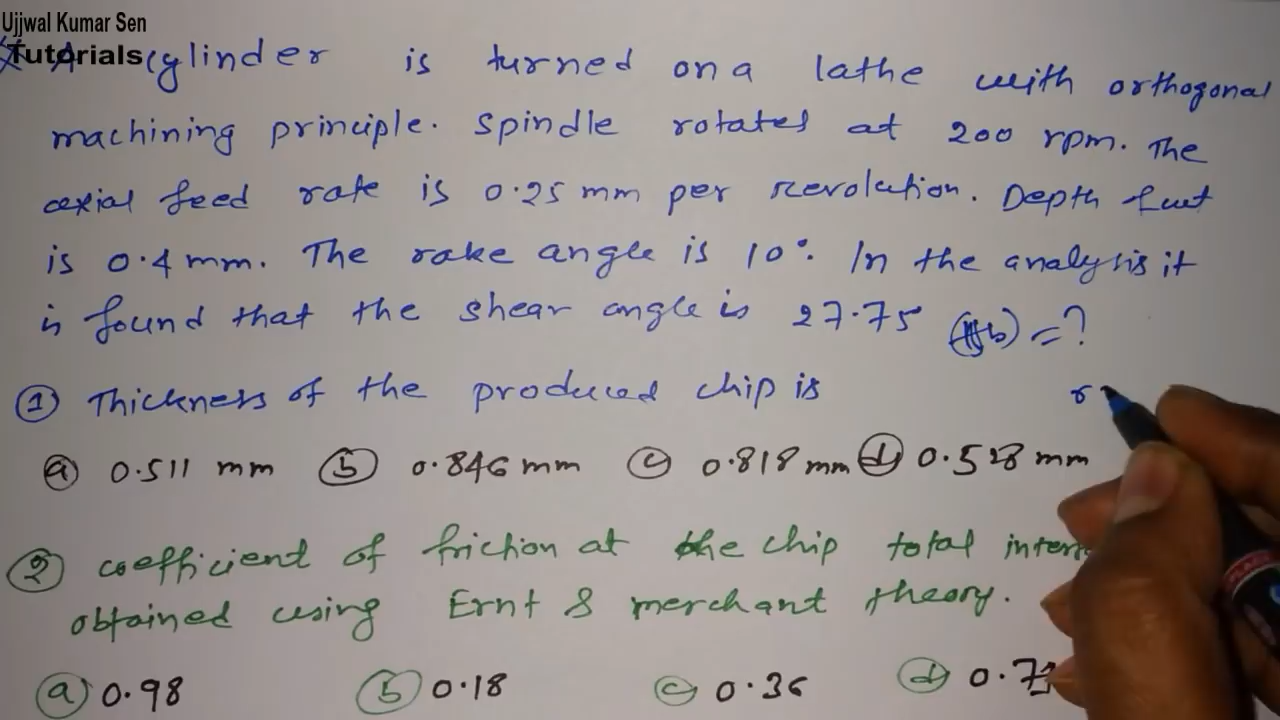 Ujjwal Kumar Sen
Tutorials
A cylinder is turned on a lathe with orthogonal
machining principle. Spindle rotates at 200 rpm. The
axial feed rate is 0.25 mm per revolution. Depth of cut
is 0.4 mm. The rake angle is 10°. In the analysis it
is found that the shear angle is 27.75° = ?
① Thickness of the produced chip is
r
ⓐ 0.511 mm ⓑ 0.846 mm ⓒ 0.818 mm ⓓ 0.528 mm
② coefficient of friction at the chip total
obtained using Ernt & merchant theory.
ⓐ 0.98 ⓑ 0.18 ⓒ 0.36 ⓓ